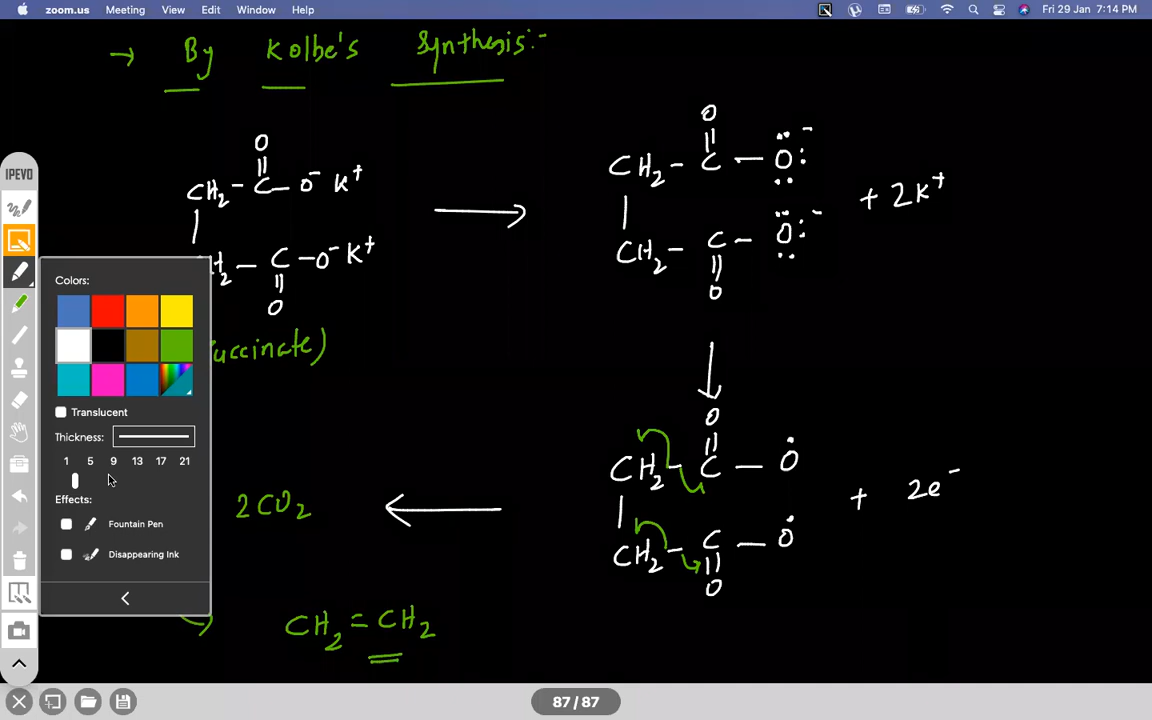 zoom.us Meeting View Edit Window Help Fri 29 Jan 7:14 PM
→ By Kolbe's Synthesis:-
IPEVO
O
||
CH2 - C - O⁻ K⁺
|
H2 - C - O⁻ K⁺
||
O
uccinate)
→
O
||
CH2 - C - O:⁻
|
CH2 - C - O:⁻
||
O
+ 2K⁺
↓
O
||
CH2 - C - O
|
CH2 - C - O
||
O
+ 2e⁻
←
2CO2
CH2 = CH2
Colors:
Translucent
Thickness:
1 5 9 13 17 21
Effects:
Fountain Pen
Disappearing Ink
87/87